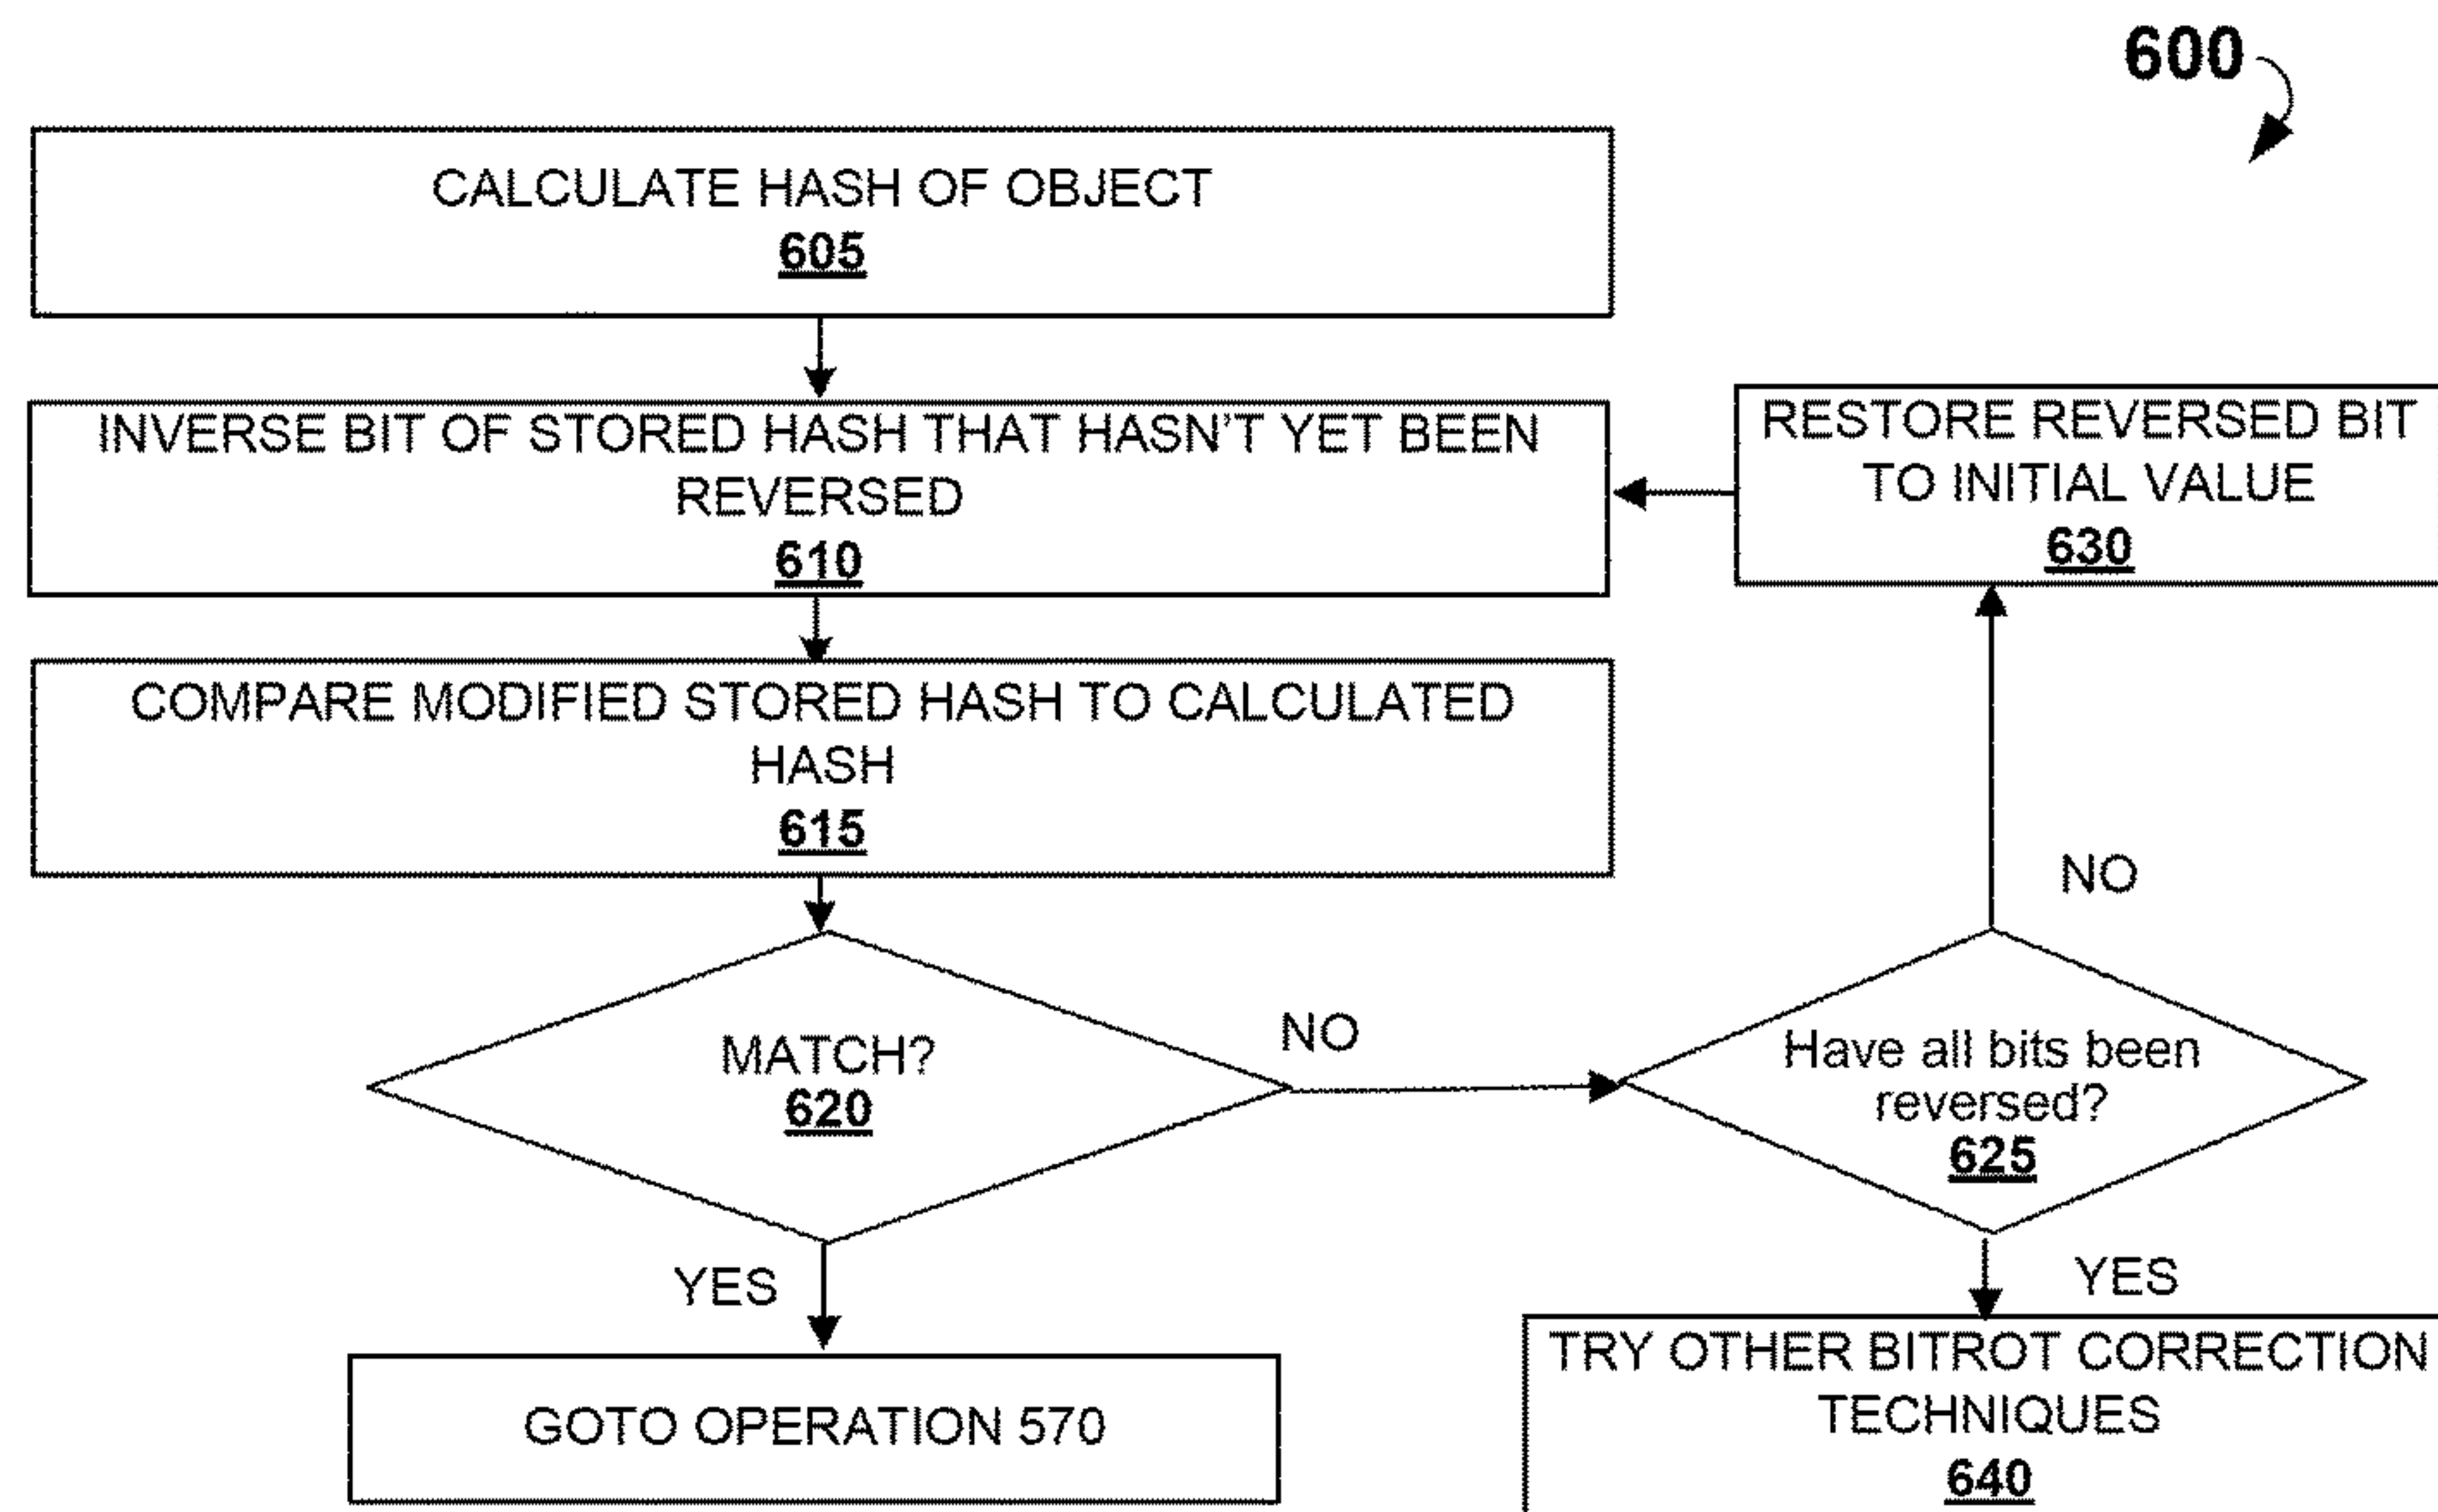 600
CALCULATE HASH OF OBJECT
605
INVERSE BIT OF STORED HASH THAT HASN'T YET BEEN
REVERSED
610
RESTORE REVERSED BIT
TO INITIAL VALUE
630
COMPARE MODIFIED STORED HASH TO CALCULATED
HASH
615
NO
MATCH?
620
NO
Have all bits been
reversed?
625
YES
YES
GOTO OPERATION 570
TRY OTHER BITROT CORRECTION
TECHNIQUES
640